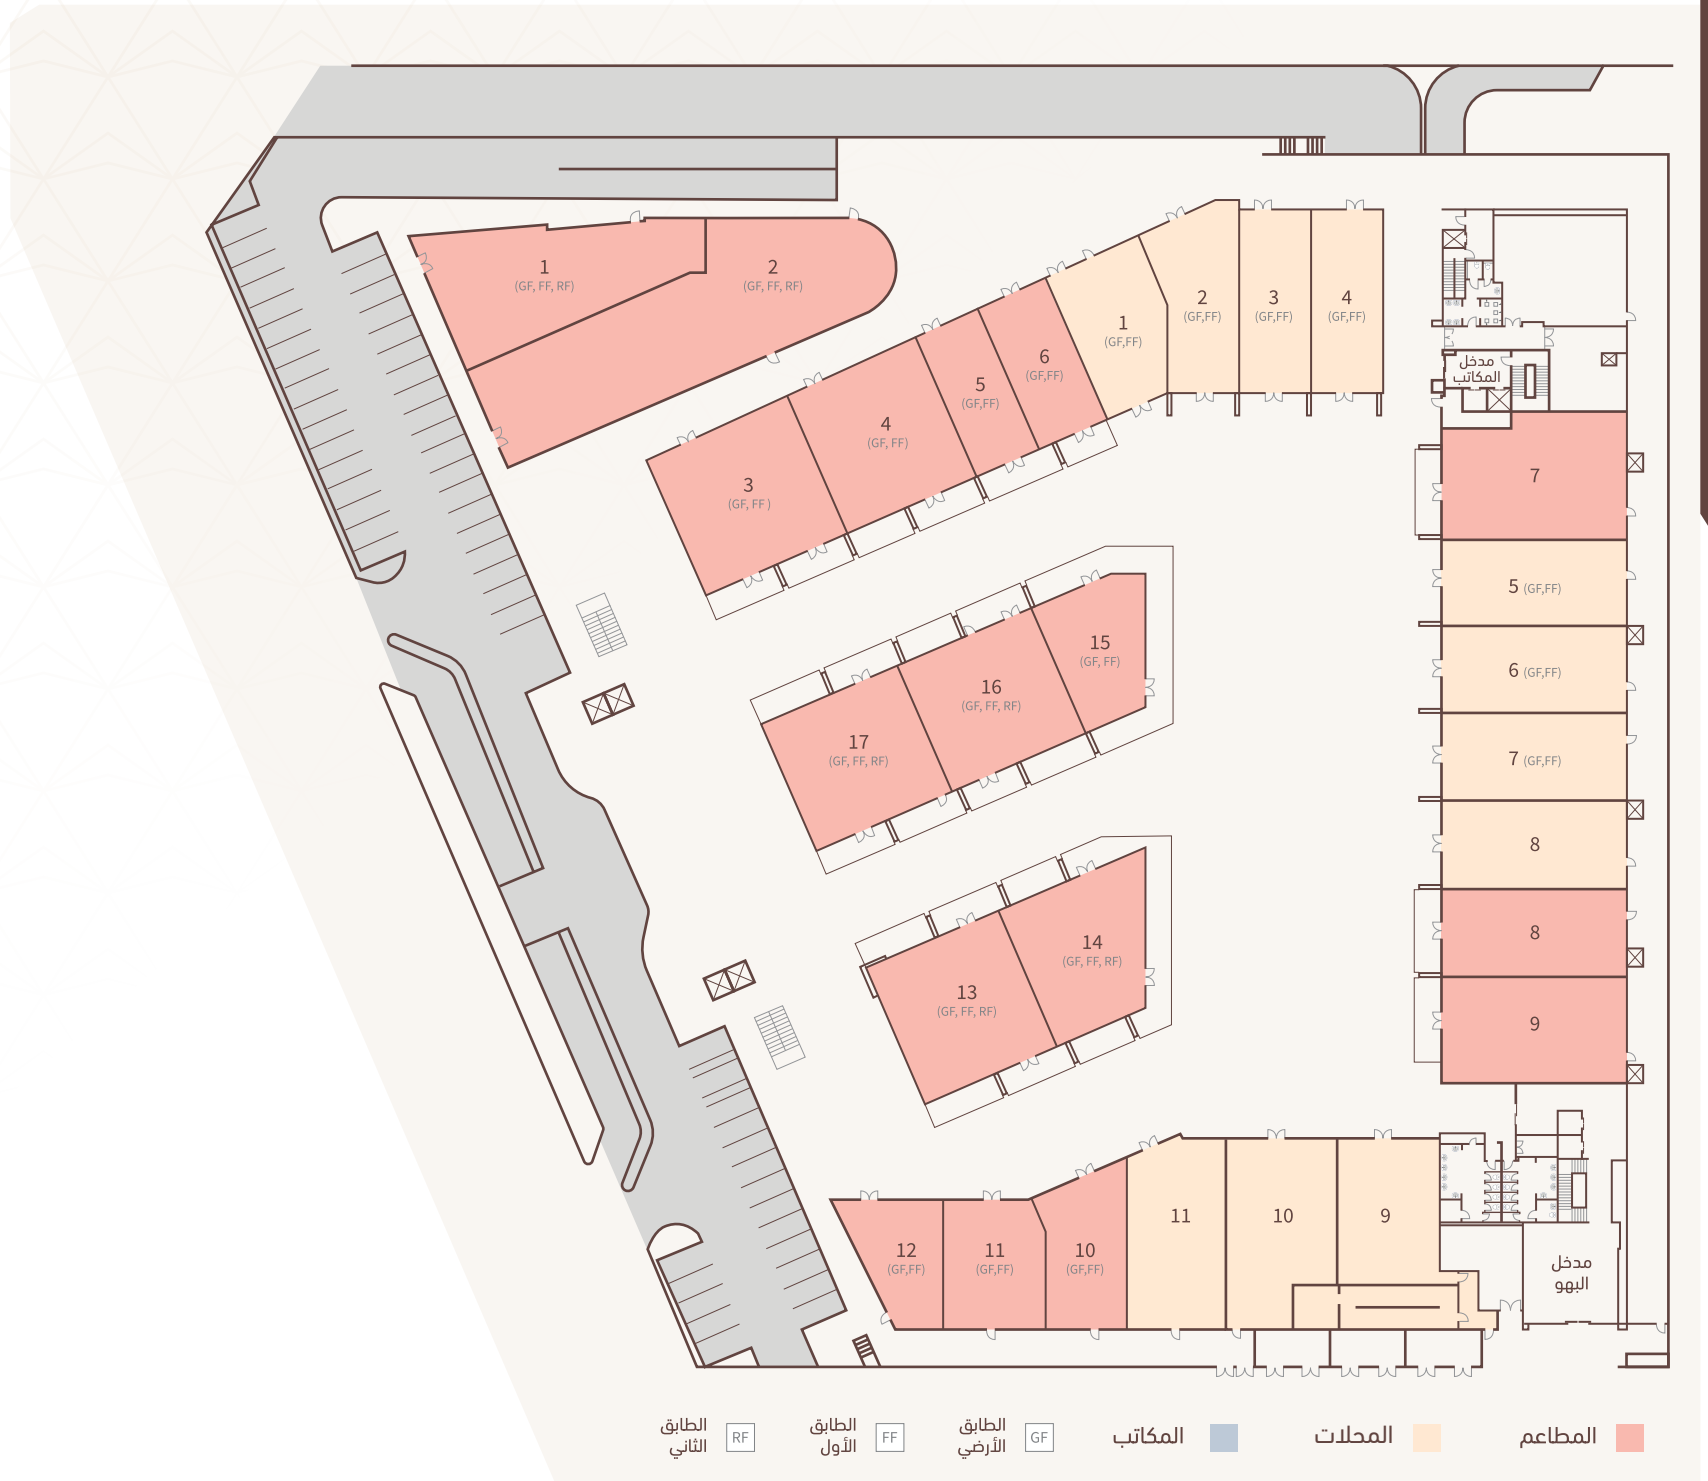 1
(GF, FF, RF)
2
(GF, FF, RF)
3
(GF, FF )
4
(GF, FF)
5
(GF,FF)
6
(GF,FF)
1
(GF,FF)
2
(GF,FF)
3
(GF,FF)
4
(GF,FF)
مدخل
المكاتب
7
5 (GF,FF)
6 (GF,FF)
7 (GF,FF)
8
8
9
15
(GF, FF)
16
(GF, FF, RF)
17
(GF, FF, RF)
14
(GF, FF, RF)
13
(GF, FF, RF)
12
(GF,FF)
11
(GF,FF)
10
(GF,FF)
11
10
9
مدخل
البهو
المطاعم
المحلات
المكاتب
GF
الطابق
الأرضي
FF
الطابق
الأول
RF
الطابق
الثاني